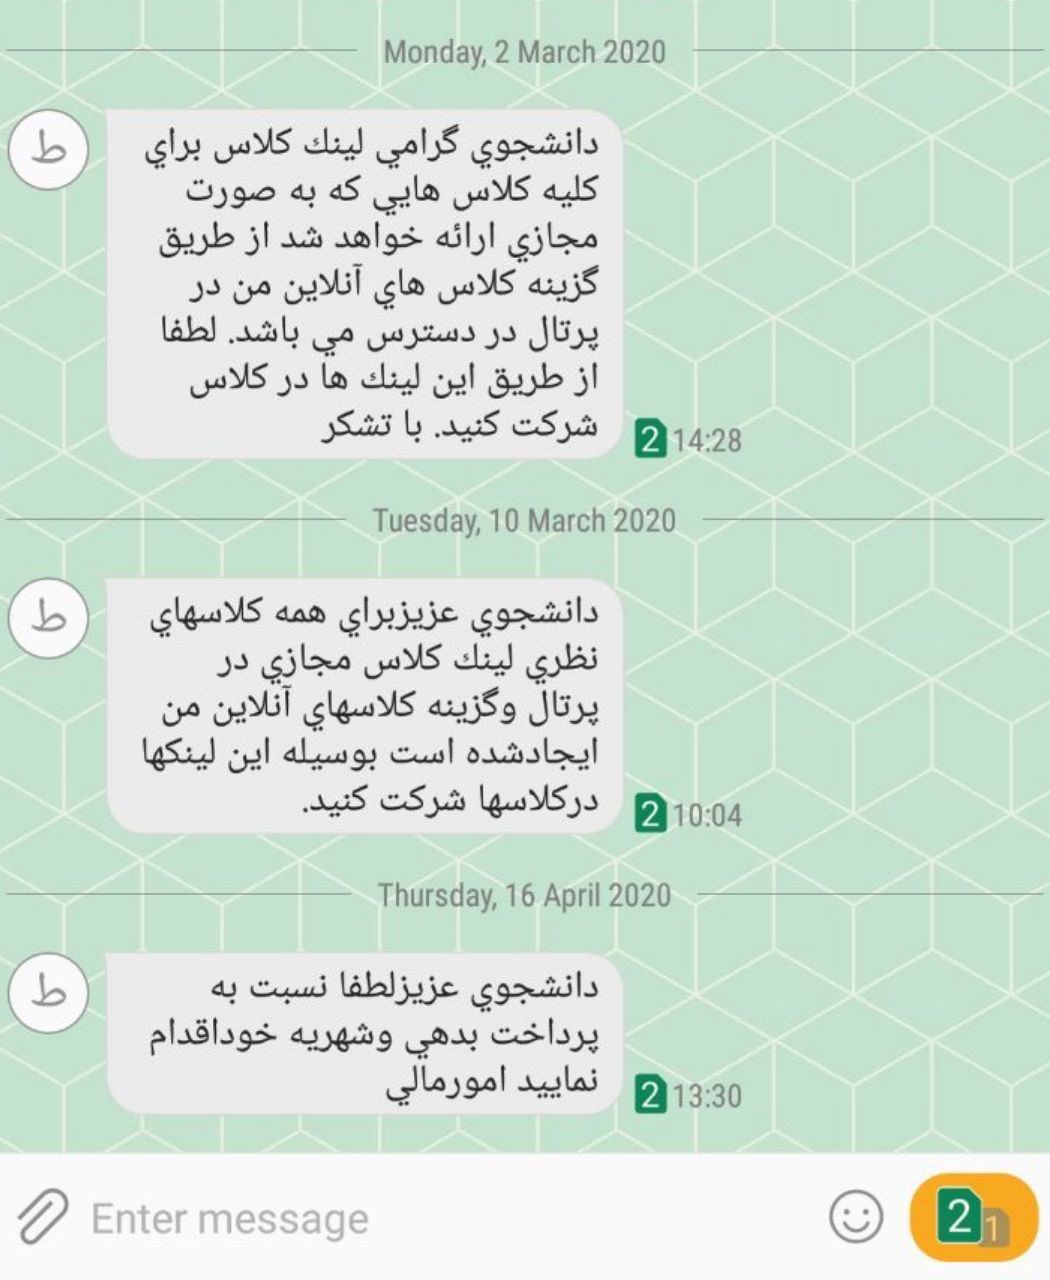 Monday, 2 March 2020
ط
دانشجوي گرامي لينك كلاس براي
كليه كلاس هايي كه به صورت
مجازي ارائه خواهد شد از طريق
گزينه كلاس هاي آنلاين من در
پرتال در دسترس مي باشد. لطفا
از طريق اين لينك ها در كلاس
شركت كنيد. با تشكر
2 14:28
Tuesday, 10 March 2020
ط
دانشجوي عزيزبراي همه كلاسهاي
نظري لينك كلاس مجازي در
پرتال وگزينه كلاسهاي آنلاين من
ايجادشده است بوسيله اين لينكها
دركلاسها شركت كنيد.
2 10:04
Thursday, 16 April 2020
ط
دانشجوي عزيزلطفا نسبت به
پرداخت بدهي وشهريه خوداقدام
نماييد امورمالي
2 13:30
Enter message
2 1